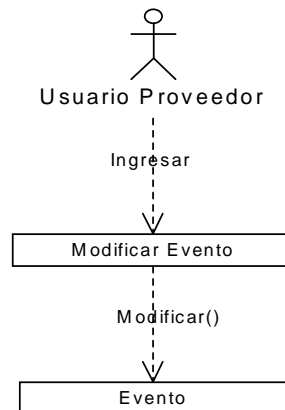 Usuario Proveedor
Ingresar
Modificar Evento
Modificar()
Evento